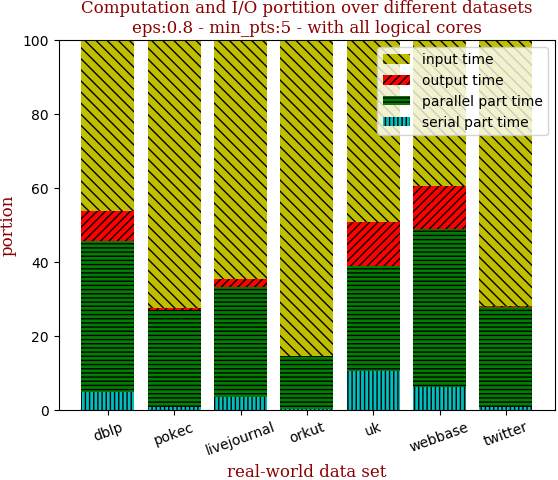 Computation and I/O portition over different datasets
eps:0.8 - min_pts:5 - with all logical cores
100
80
60
40
20
0
portion
input time
output time
parallel part time
serial part time
dblp
pokec
livejournal
orkut
uk
webbase
twitter
real-world data set